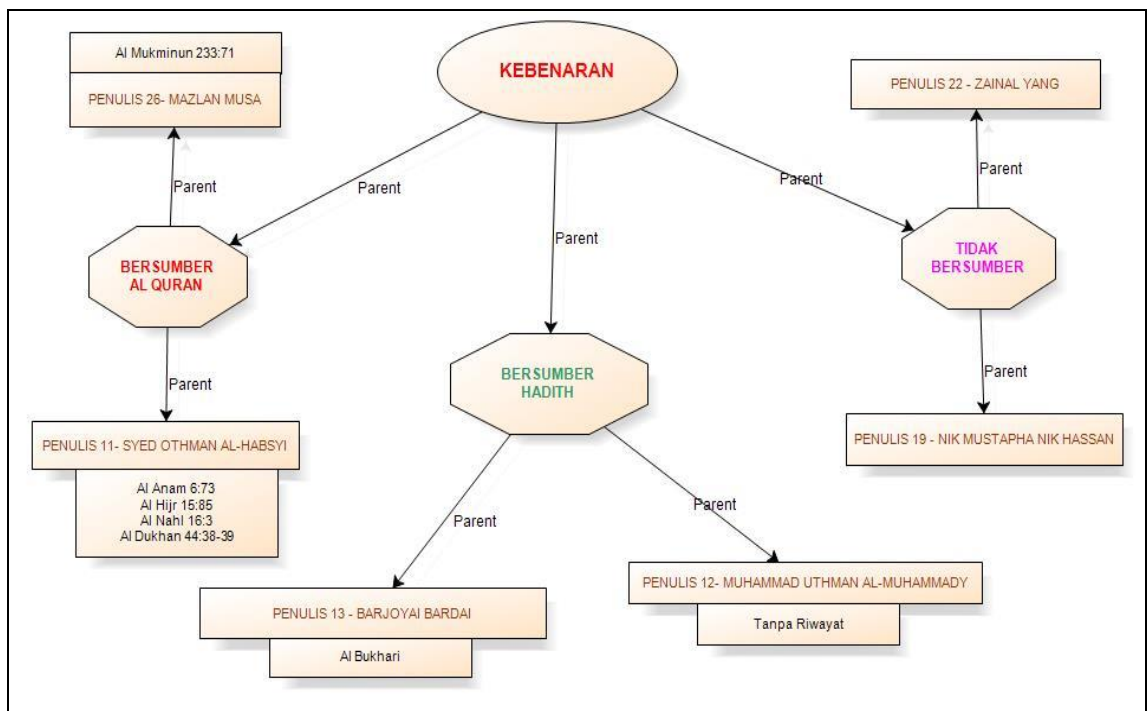 Al Mukminun 233:71
PENULIS 26- MAZLAN MUSA
KEBENARAN
PENULIS 22 - ZAINAL YANG
Parent
Parent
Parent
Parent
Parent
BERSUMBER
AL QURAN
TIDAK
BERSUMBER
BERSUMBER
HADITH
Parent
Parent
PENULIS 11- SYED OTHMAN AL-HABSYI
Al Anam 6:73
Al Hijr 15:85
Al Nahl 16:3
Al Dukhan 44:38-39
PENULIS 19 - NIK MUSTAPHA NIK HASSAN
Parent
Parent
PENULIS 13 - BARJOYAI BARDAI
Al Bukhari
PENULIS 12- MUHAMMAD UTHMAN AL-MUHAMMADY
Tanpa Riwayat